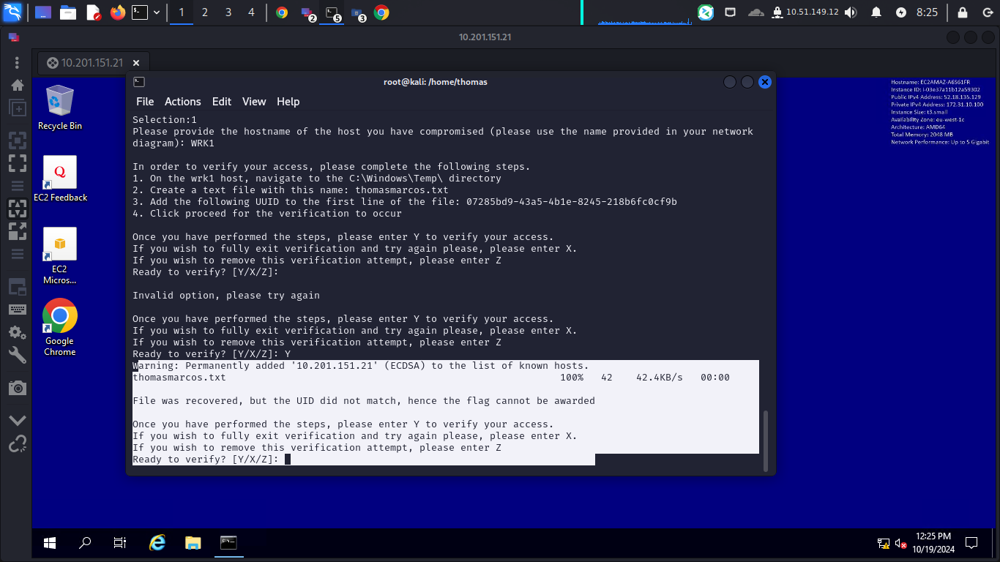 1 2 3 4
2 5 3
10.51.149.12
8:25
10.201.151.21
10.201.151.21
root@kali: /home/thomas
File Actions Edit View Help
Recycle Bin
EC2 Feedback
EC2
Micros...
Google
Chrome
Hostname: EC2AMAZ-A6S61FR
Instance ID: i-03e37a11b12a59302
Public IPv4 Address: 52.18.135.129
Private IPv4 Address: 172.31.10.100
Instance Size: t3.small
Availability Zone: eu-west-1c
Architecture: AMD64
Total Memory: 2048 MB
Network Performance: Up to 5 Gigabit
Selection:1
Please provide the hostname of the host you have compromised (please use the name provided in your network
diagram): WRK1
In order to verify your access, please complete the following steps.
1. On the wrk1 host, navigate to the C:\Windows\Temp\ directory
2. Create a text file with this name: thomasmarcos.txt
3. Add the following UUID to the first line of the file: 07285bd9-43a5-4b1e-8245-218b6fc0cf9b
4. Click proceed for the verification to occur
Once you have performed the steps, please enter Y to verify your access.
If you wish to fully exit verification and try again please, please enter X.
If you wish to remove this verification attempt, please enter Z
Ready to verify? [Y/X/Z]:
Invalid option, please try again
Once you have performed the steps, please enter Y to verify your access.
If you wish to fully exit verification and try again please, please enter X.
If you wish to remove this verification attempt, please enter Z
Ready to verify? [Y/X/Z]: Y
Warning: Permanently added '10.201.151.21' (ECDSA) to the list of known hosts.
thomasmarcos.txt 100% 42 42.4KB/s 00:00
File was recovered, but the UID did not match, hence the flag cannot be awarded
Once you have performed the steps, please enter Y to verify your access.
If you wish to fully exit verification and try again please, please enter X.
If you wish to remove this verification attempt, please enter Z
Ready to verify? [Y/X/Z]:
12:25 PM
10/19/2024